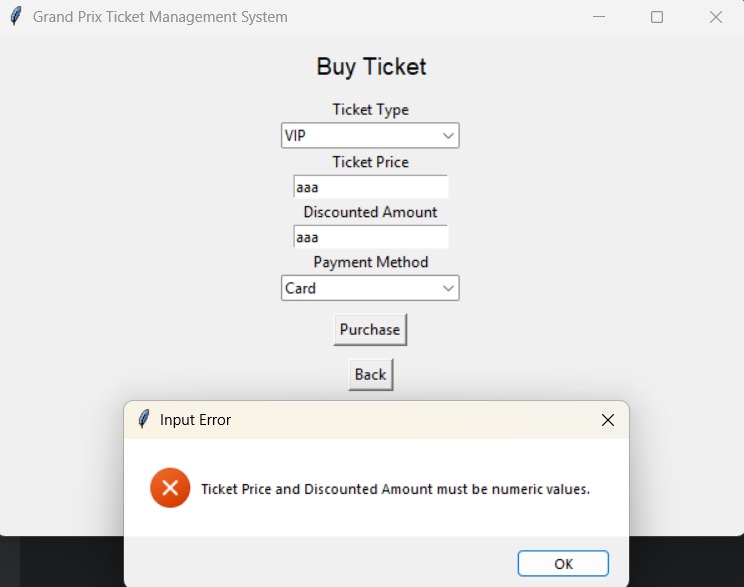 Grand Prix Ticket Management System
Buy Ticket
Ticket Type
VIP
Ticket Price
aaa
Discounted Amount
aaa
Payment Method
Card
Purchase
Back
Input Error
Ticket Price and Discounted Amount must be numeric values.
OK